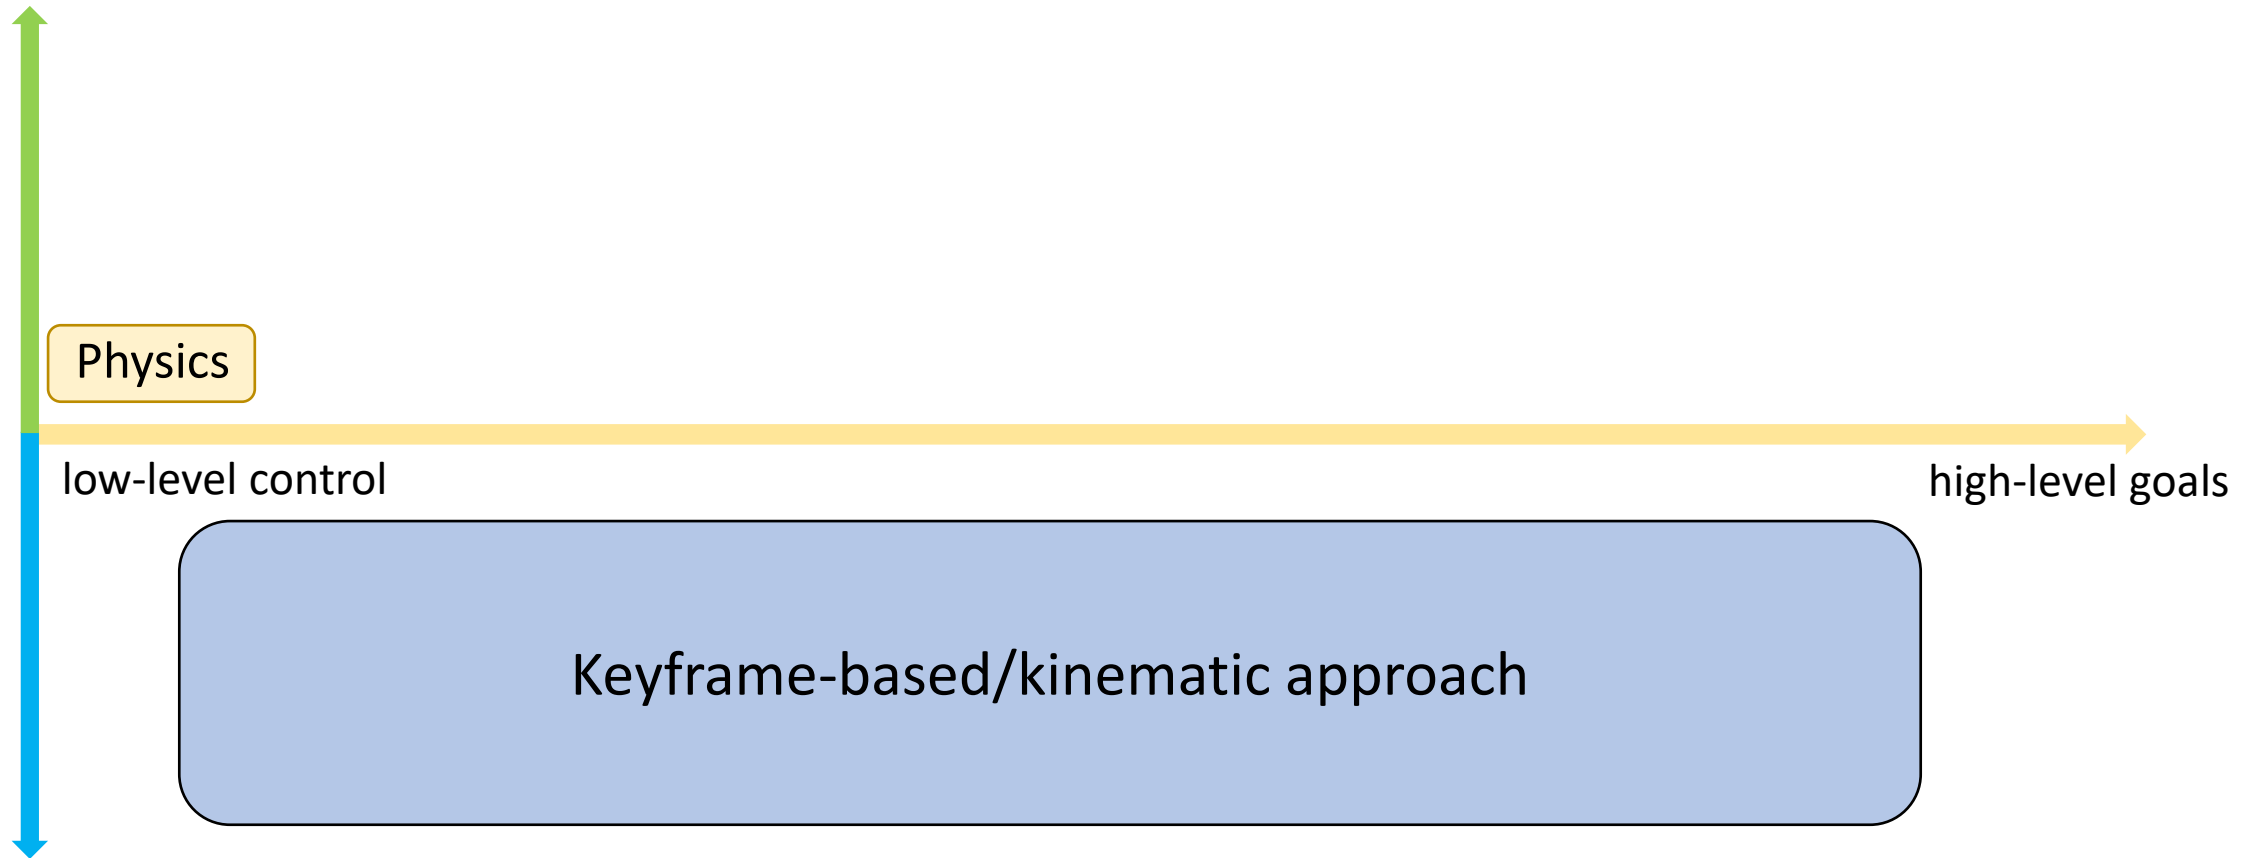 Physics
low-level control
high-level goals
Keyframe-based/kinematic approach